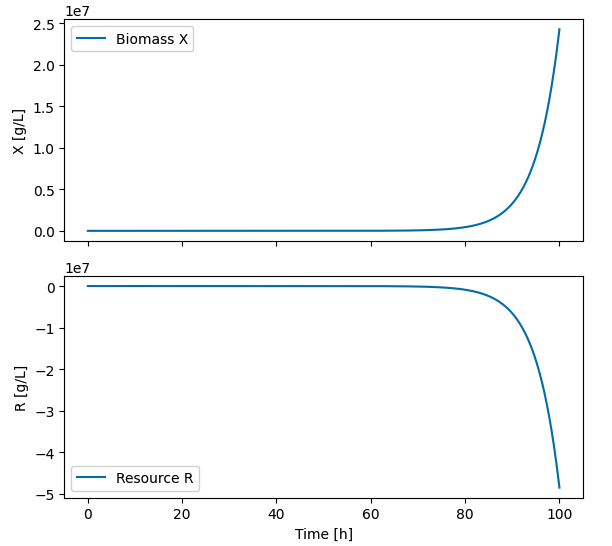 1e7
2.5
Biomass X
2.0
1.5
X [g/L]
1.0
0.5
0.0
1e7
0
−1
−2
R [g/L]
−3
−4
Resource R
−5
0 20 40 60 80 100
Time [h]